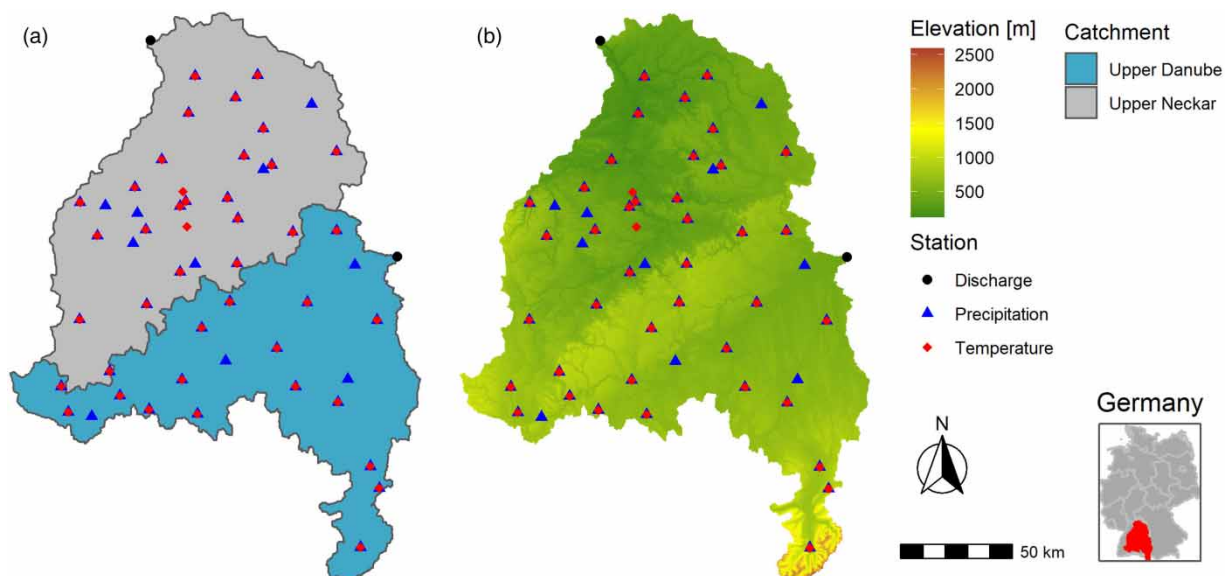 (a)
(b)
Elevation [m]
2500
2000
1500
1000
500
Catchment
Upper Danube
Upper Neckar
Station
Discharge
Precipitation
Temperature
N
50 km
Germany